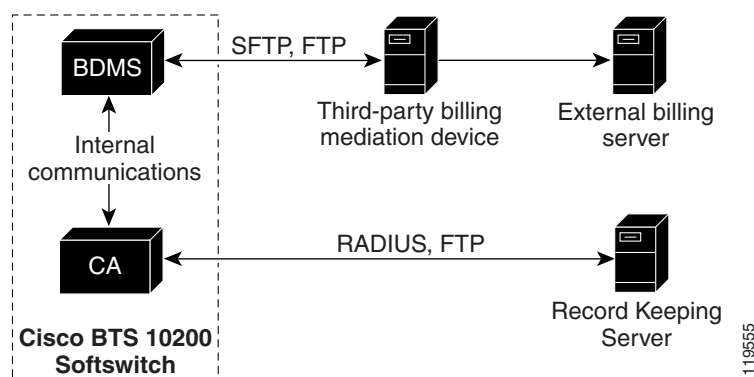 SFTP, FTP
BDMS
Third-party billing
mediation device
External billing
server
Internal
communications
RADIUS, FTP
CA
Record Keeping
Server
Cisco BTS 10200
Softswitch
119555